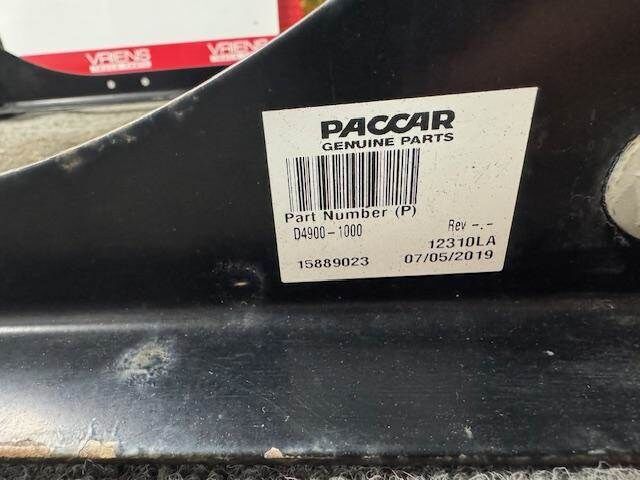 VRIENS
VRIENS
PACCAR
GENUINE PARTS
Part Number (P)
D4900-1000
Rev -.-
12310LA
15889023
07/05/2019